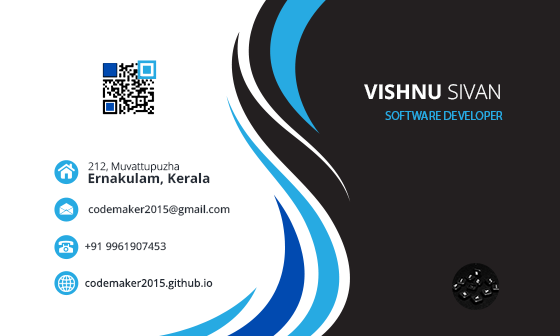 VISHNU SIVAN
SOFTWARE DEVELOPER
212, Muvattupuzha
Ernakulam, Kerala
codemaker2015@gmail.com
+91 9961907453
codemaker2015.github.io